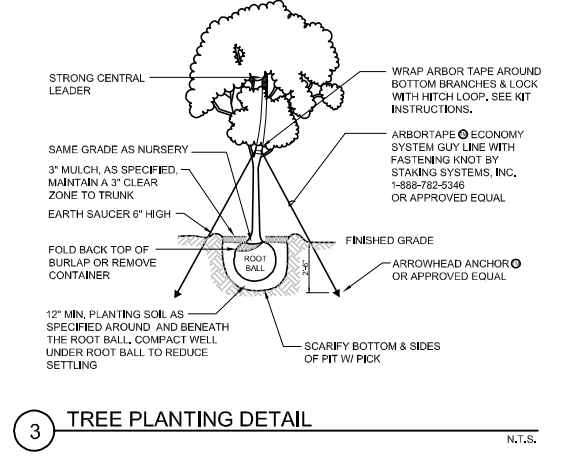 STRONG CENTRAL
LEADER
SAME GRADE AS NURSERY
3" MULCH, AS SPECIFIED,
MAINTAIN A 3" CLEAR
ZONE TO TRUNK
EARTH SAUCER 6" HIGH
FOLD BACK TOP OF
BURLAP OR REMOVE
CONTAINER
12" MIN. PLANTING SOIL AS
SPECIFIED AROUND AND BENEATH
THE ROOT BALL. COMPACT WELL
UNDER ROOT BALL TO REDUCE
SETTLING
WRAP ARBOR TAPE AROUND
BOTTOM BRANCHES & LOCK
WITH HITCH LOOP. SEE KIT
INSTRUCTIONS.
ARBORTAPE ® ECONOMY
SYSTEM GUY LINE WITH
FASTENING KNOT BY
STAKING SYSTEMS, INC.
1-888-782-5346
OR APPROVED EQUAL
FINISHED GRADE
ROOT
BALL
2'-6"
ARROWHEAD ANCHOR ®
OR APPROVED EQUAL
SCARIFY BOTTOM & SIDES
OF PIT W/ PICK
3 TREE PLANTING DETAIL
N.T.S.